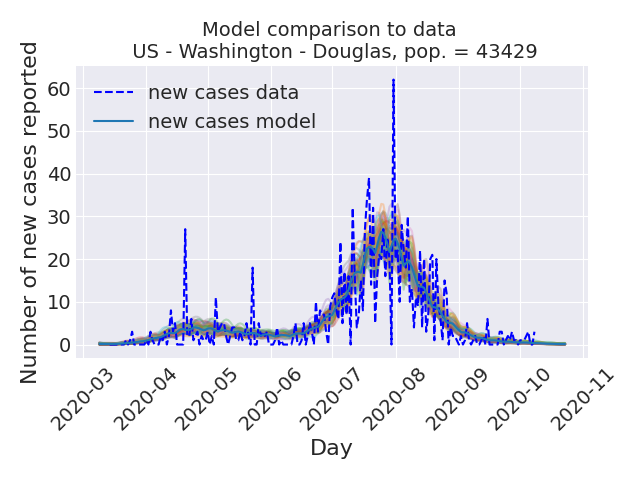 Model comparison to data
US - Washington - Douglas, pop. = 43429
Number of new cases reported
60
50
40
30
20
10
0
new cases data
new cases model
2020-03
2020-04
2020-05
2020-06
2020-07
2020-08
2020-09
2020-10
2020-11
Day